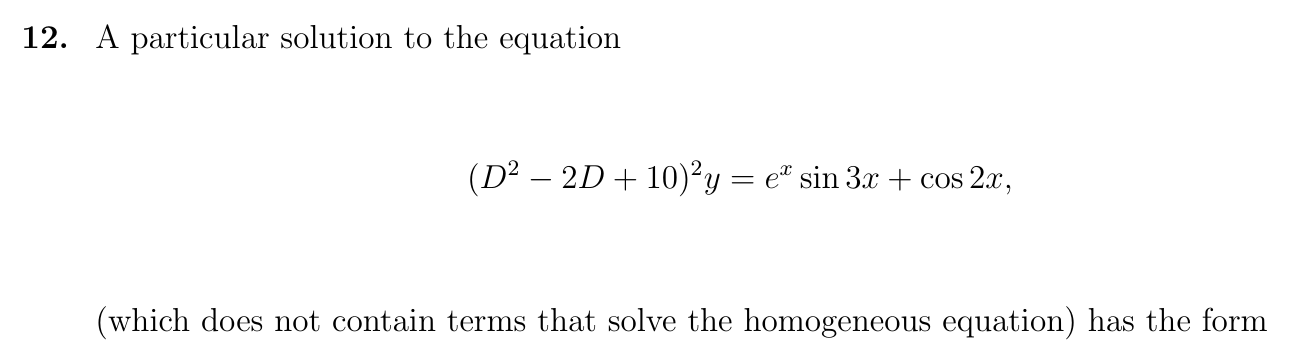 12. A particular solution to the equation
(D² − 2D + 10)²y = eˣ sin 3x + cos 2x,
(which does not contain terms that solve the homogeneous equation) has the form